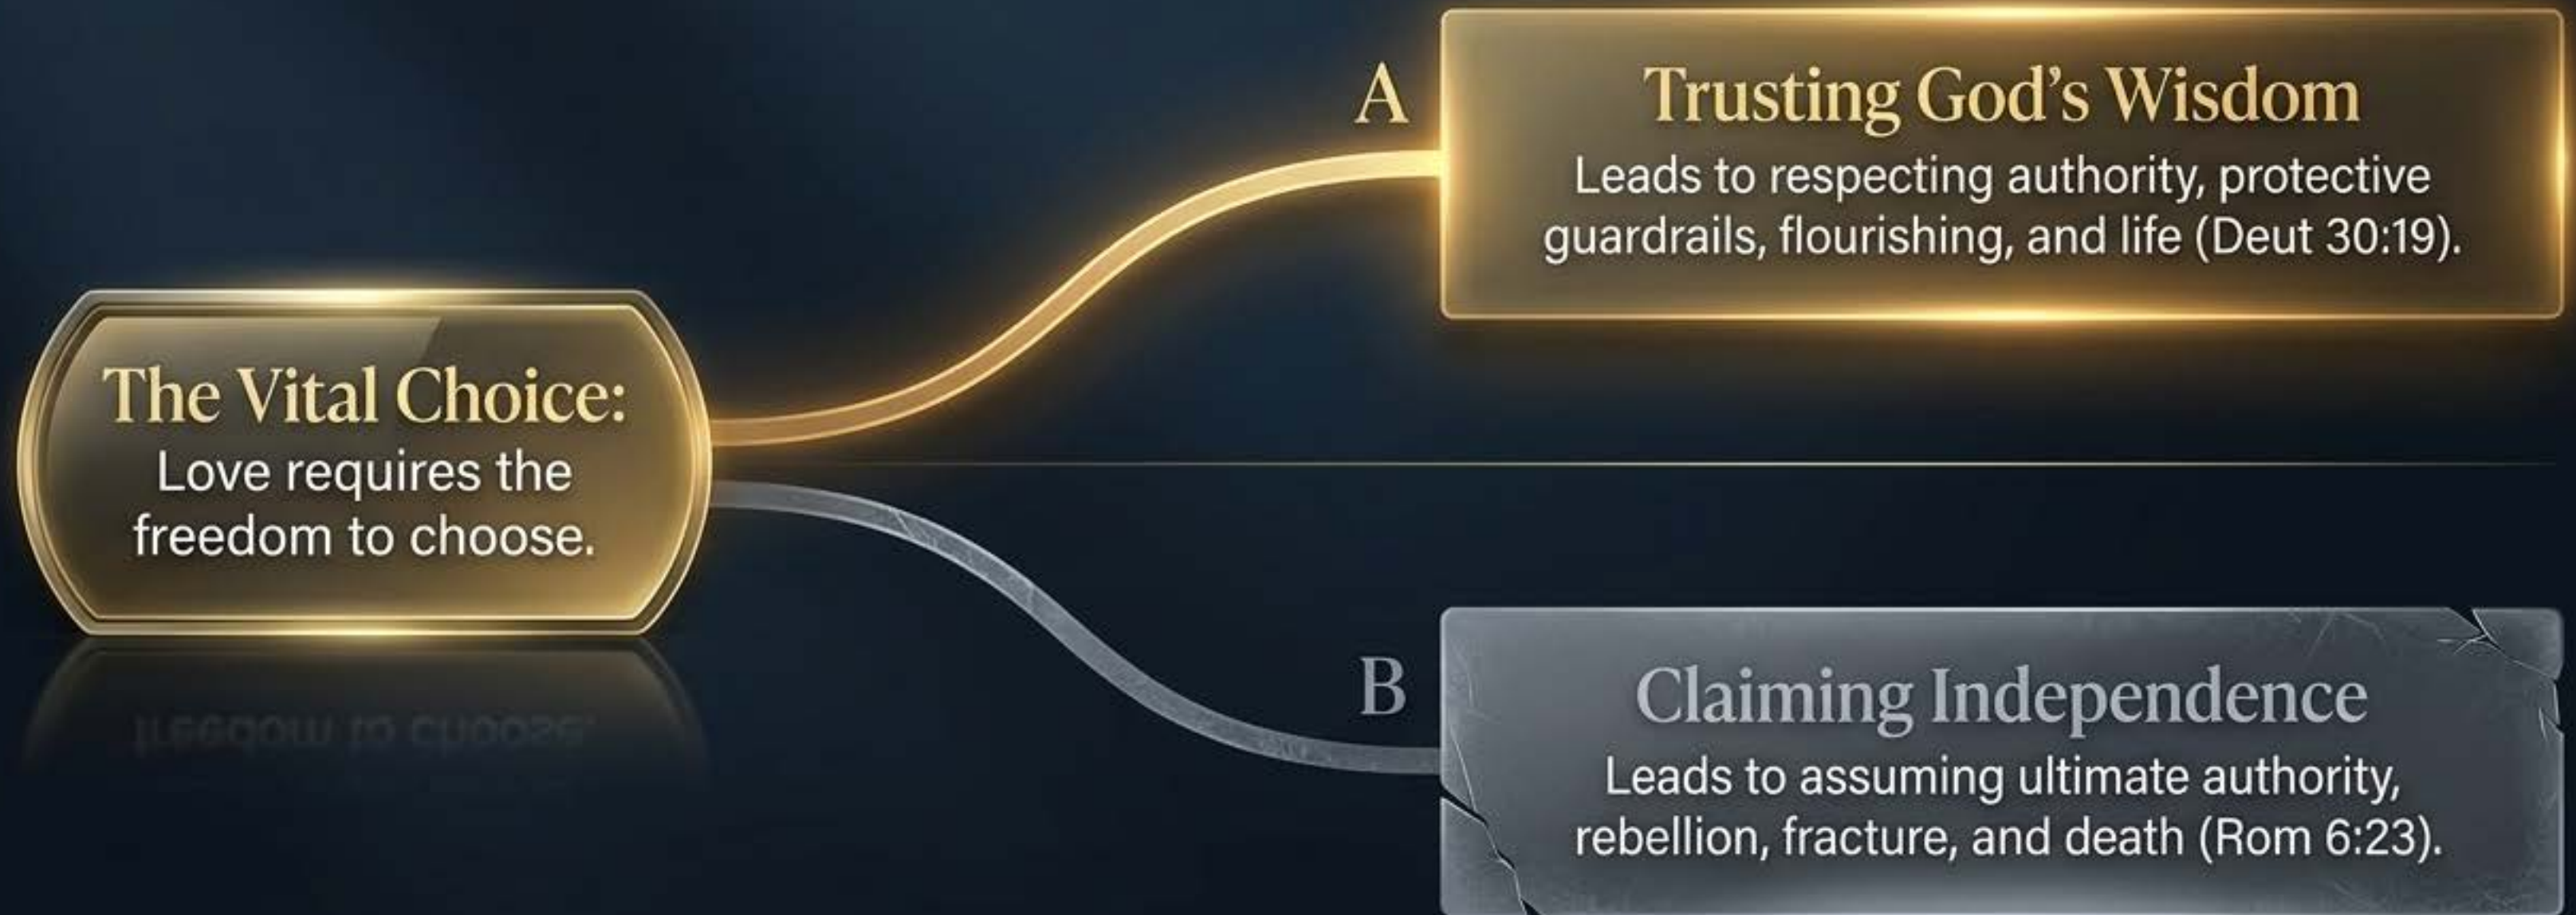 The Vital Choice:
Love requires the
freedom to choose.
A
Trusting God's Wisdom
Leads to respecting authority, protective
guardrails, flourishing, and life (Deut 30:19).
B
Claiming Independence
Leads to assuming ultimate authority,
rebellion, fracture, and death (Rom 6:23).